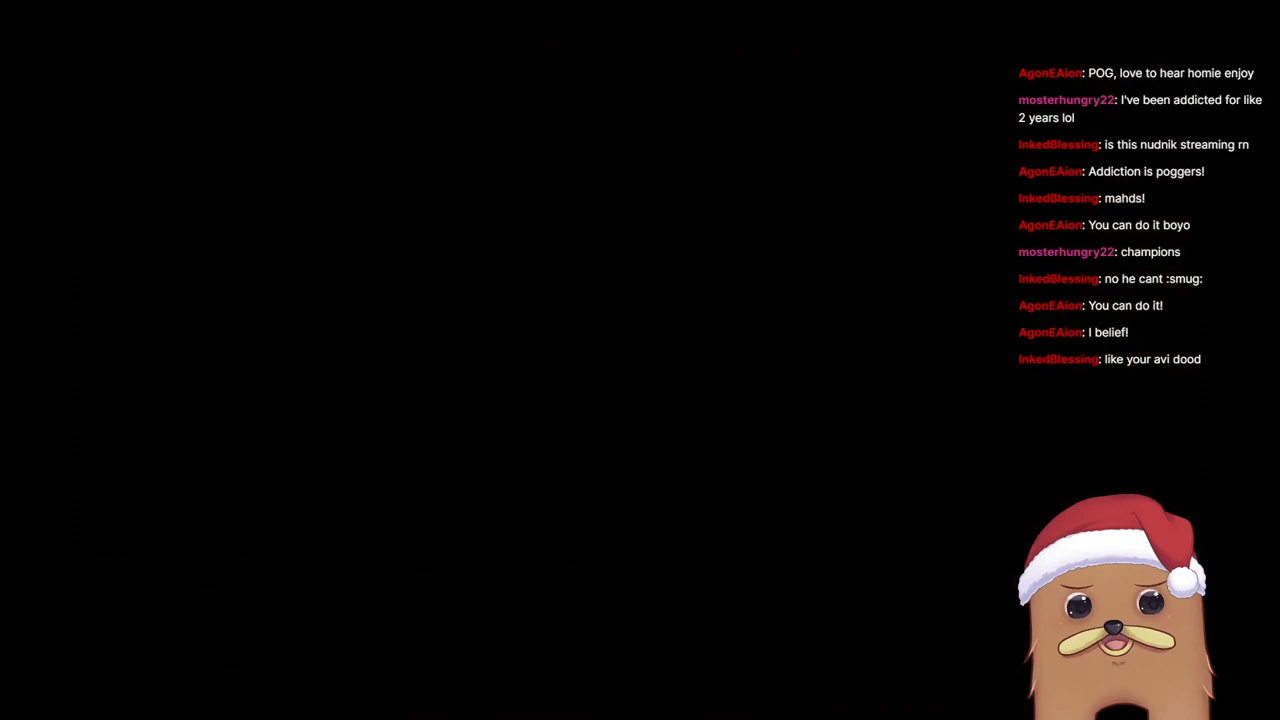 AgonEAion: POG, love to hear homie enjoy
mosterhungry22: I've been addicted for like
2 years lol
InkedBlessing: is this nudnik streaming rn
AgonEAion: Addiction is poggers!
InkedBlessing: mahds!
AgonEAion: You can do it boyo
mosterhungry22: champions
InkedBlessing: no he cant :smug:
AgonEAion: You can do it!
AgonEAion: I belief!
InkedBlessing: like your avi dood